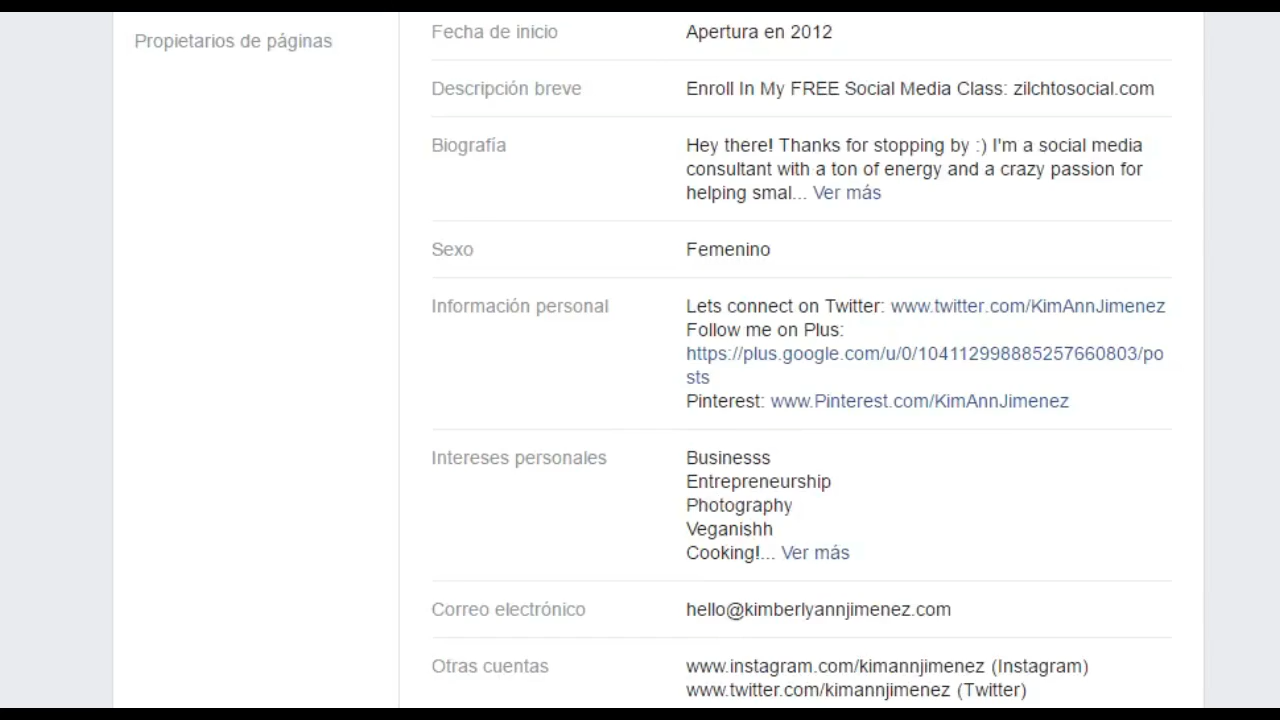 Propietarios de páginas
Fecha de inicio
Apertura en 2012
Descripción breve
Enroll In My FREE Social Media Class: zilchtosocial.com
Biografía
Hey there! Thanks for stopping by :) I'm a social media
consultant with a ton of energy and a crazy passion for
helping smal... Ver más
Sexo
Femenino
Información personal
Lets connect on Twitter: www.twitter.com/KimAnnJimenez
Follow me on Plus:
https://plus.google.com/u/0/104112998885257660803/po
sts
Pinterest: www.Pinterest.com/KimAnnJimenez
Intereses personales
Businesss
Entrepreneurship
Photography
Veganishh
Cooking!... Ver más
Correo electrónico
hello@kimberlyannjimenez.com
Otras cuentas
www.instagram.com/kimannjimenez (Instagram)
www.twitter.com/kimannjimenez (Twitter)